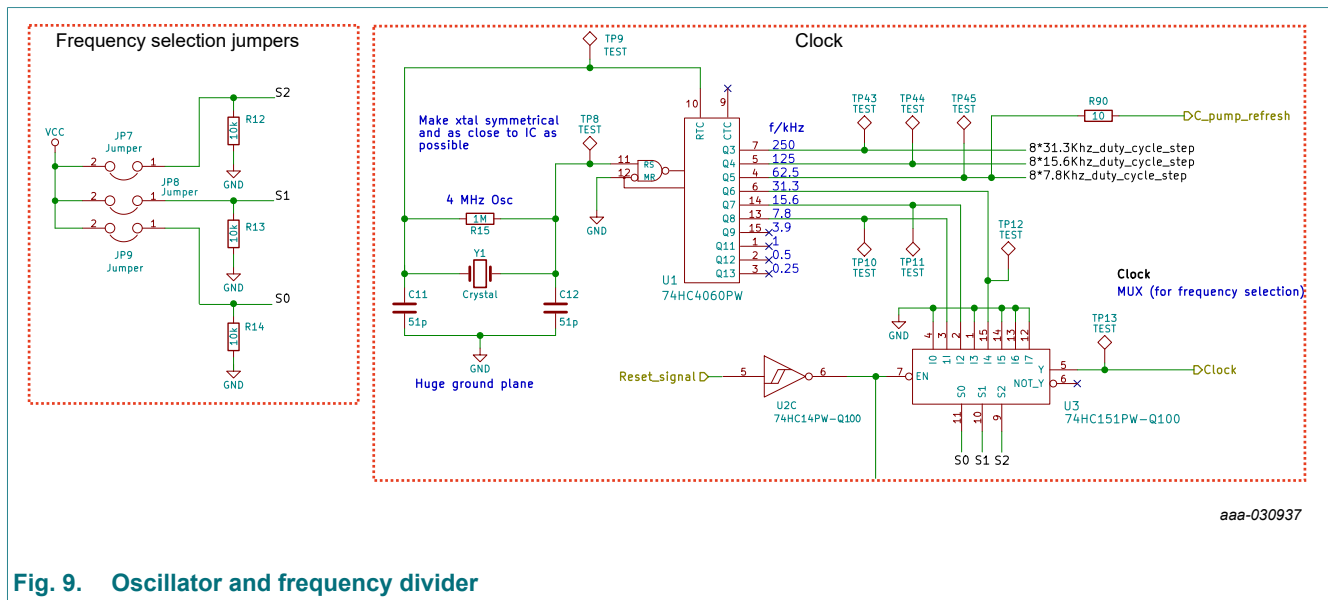 Frequency selection jumpers
S2
VCC
JP7
Jumper
R12
10k
2
1
GND
JP8
Jumper
S1
2
1
R13
10k
JP9
Jumper
2
1
GND
S0
R14
10k
GND
Clock
TP9
TEST
Make xtal symmetrical
and as close to IC as
possible
TP8
TEST
10
9
RTC
CTC
11
12
RS
MR
GND
4 MHz Osc
1M
R15
Y1
Crystal
C11
51p
C12
51p
GND
Huge ground plane
U1
74HC4060PW
f/kHz
Q3 7 250
Q4 5 125
Q5 4 62.5
Q6 6 31.3
Q7 14 15.6
Q8 13 7.8
Q9 15 3.9
Q11 1 1
Q12 2 0.5
Q13 3 0.25
TP43
TEST
TP44
TEST
TP45
TEST
R90
10
C_pump_refresh
8*31.3Khz_duty_cycle_step
8*15.6Khz_duty_cycle_step
8*7.8Khz_duty_cycle_step
TP10
TEST
TP11
TEST
TP12
TEST
Clock
MUX (for frequency selection)
TP13
TEST
GND
4 3 2 1 15 14 13 12
I0 I1 I2 I3 I4 I5 I6 I7
Reset_signal
5
6
U2C
74HC14PW-Q100
7
EN
Y
5
NOT_Y
6
Clock
S0 S1 S2
11 10 9
U3
74HC151PW-Q100
S0 S1 S2
aaa-030937
Fig. 9. Oscillator and frequency divider